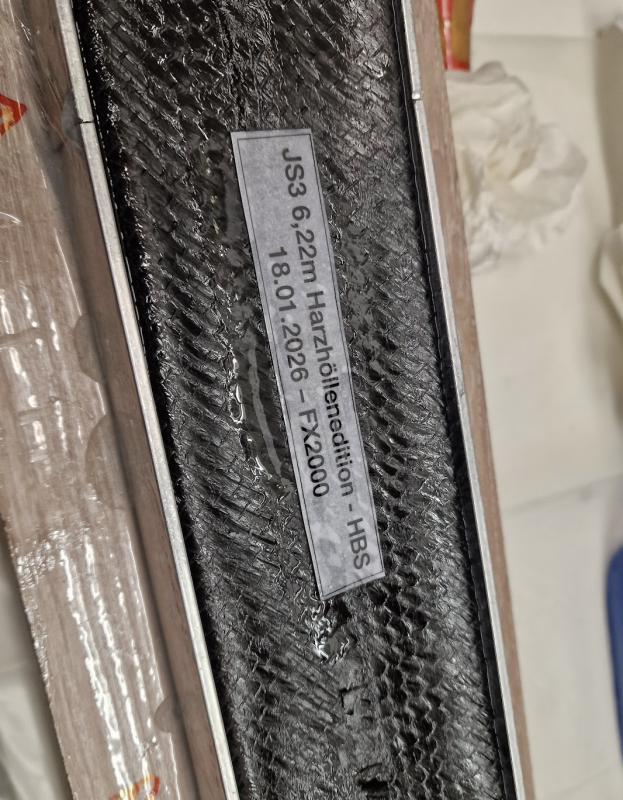 JS3 6,22m Harzhöllenedition - HBS
18.01.2026 – FX2000